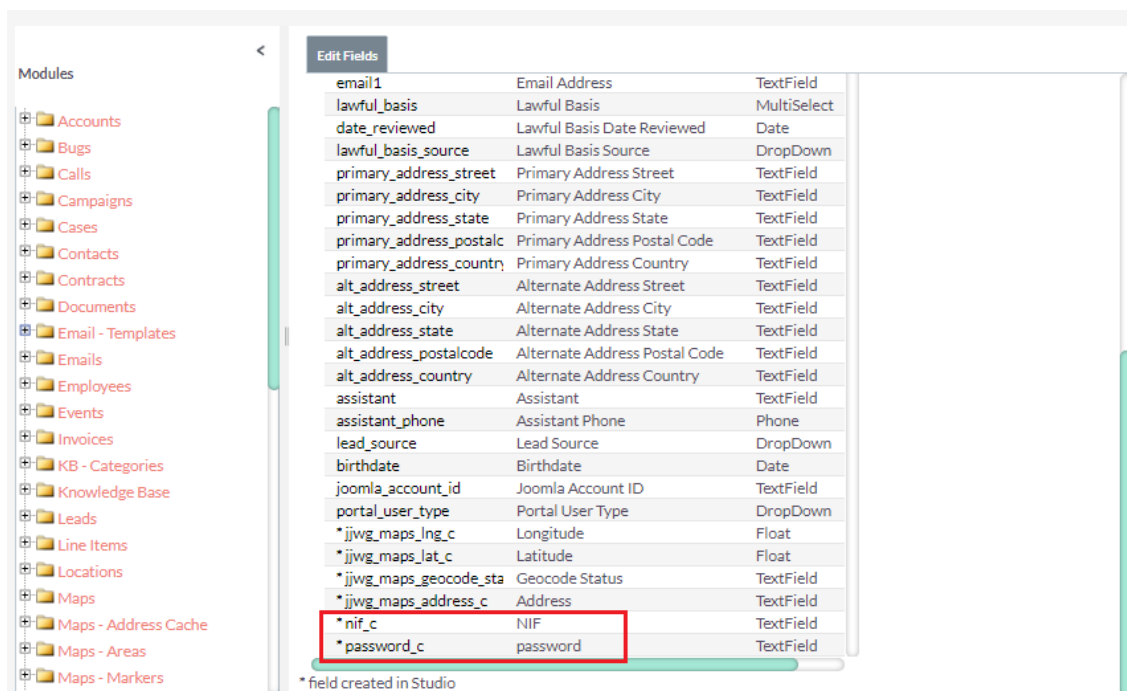 <
Modules
Accounts
Bugs
Calls
Campaigns
Cases
Contacts
Contracts
Documents
Email - Templates
Emails
Employees
Events
Invoices
KB - Categories
Knowledge Base
Leads
Line Items
Locations
Maps
Maps - Address Cache
Maps - Areas
Maps - Markers
Edit Fields
email1 Email Address TextField
lawful_basis Lawful Basis MultiSelect
date_reviewed Lawful Basis Date Reviewed Date
lawful_basis_source Lawful Basis Source DropDown
primary_address_street Primary Address Street TextField
primary_address_city Primary Address City TextField
primary_address_state Primary Address State TextField
primary_address_postalc Primary Address Postal Code TextField
primary_address_country Primary Address Country TextField
alt_address_street Alternate Address Street TextField
alt_address_city Alternate Address City TextField
alt_address_state Alternate Address State TextField
alt_address_postalcode Alternate Address Postal Code TextField
alt_address_country Alternate Address Country TextField
assistant Assistant TextField
assistant_phone Assistant Phone Phone
lead_source Lead Source DropDown
birthdate Birthdate Date
joomla_account_id Joomla Account ID TextField
portal_user_type Portal User Type DropDown
* jjwg_maps_lng_c Longitude Float
* jjwg_maps_lat_c Latitude Float
* jjwg_maps_geocode_sta Geocode Status TextField
* jjwg_maps_address_c Address TextField
* nif_c NIF TextField
* password_c password TextField
* field created in Studio